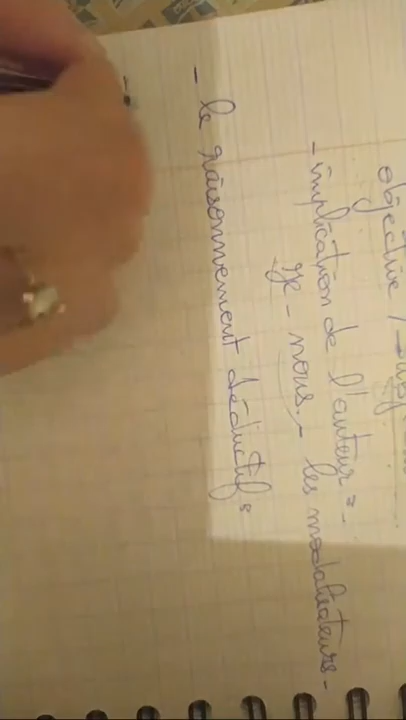 objective /
- implication de l'auteur :
je - nous - les modalisateurs -
- le raisonnement déductif :